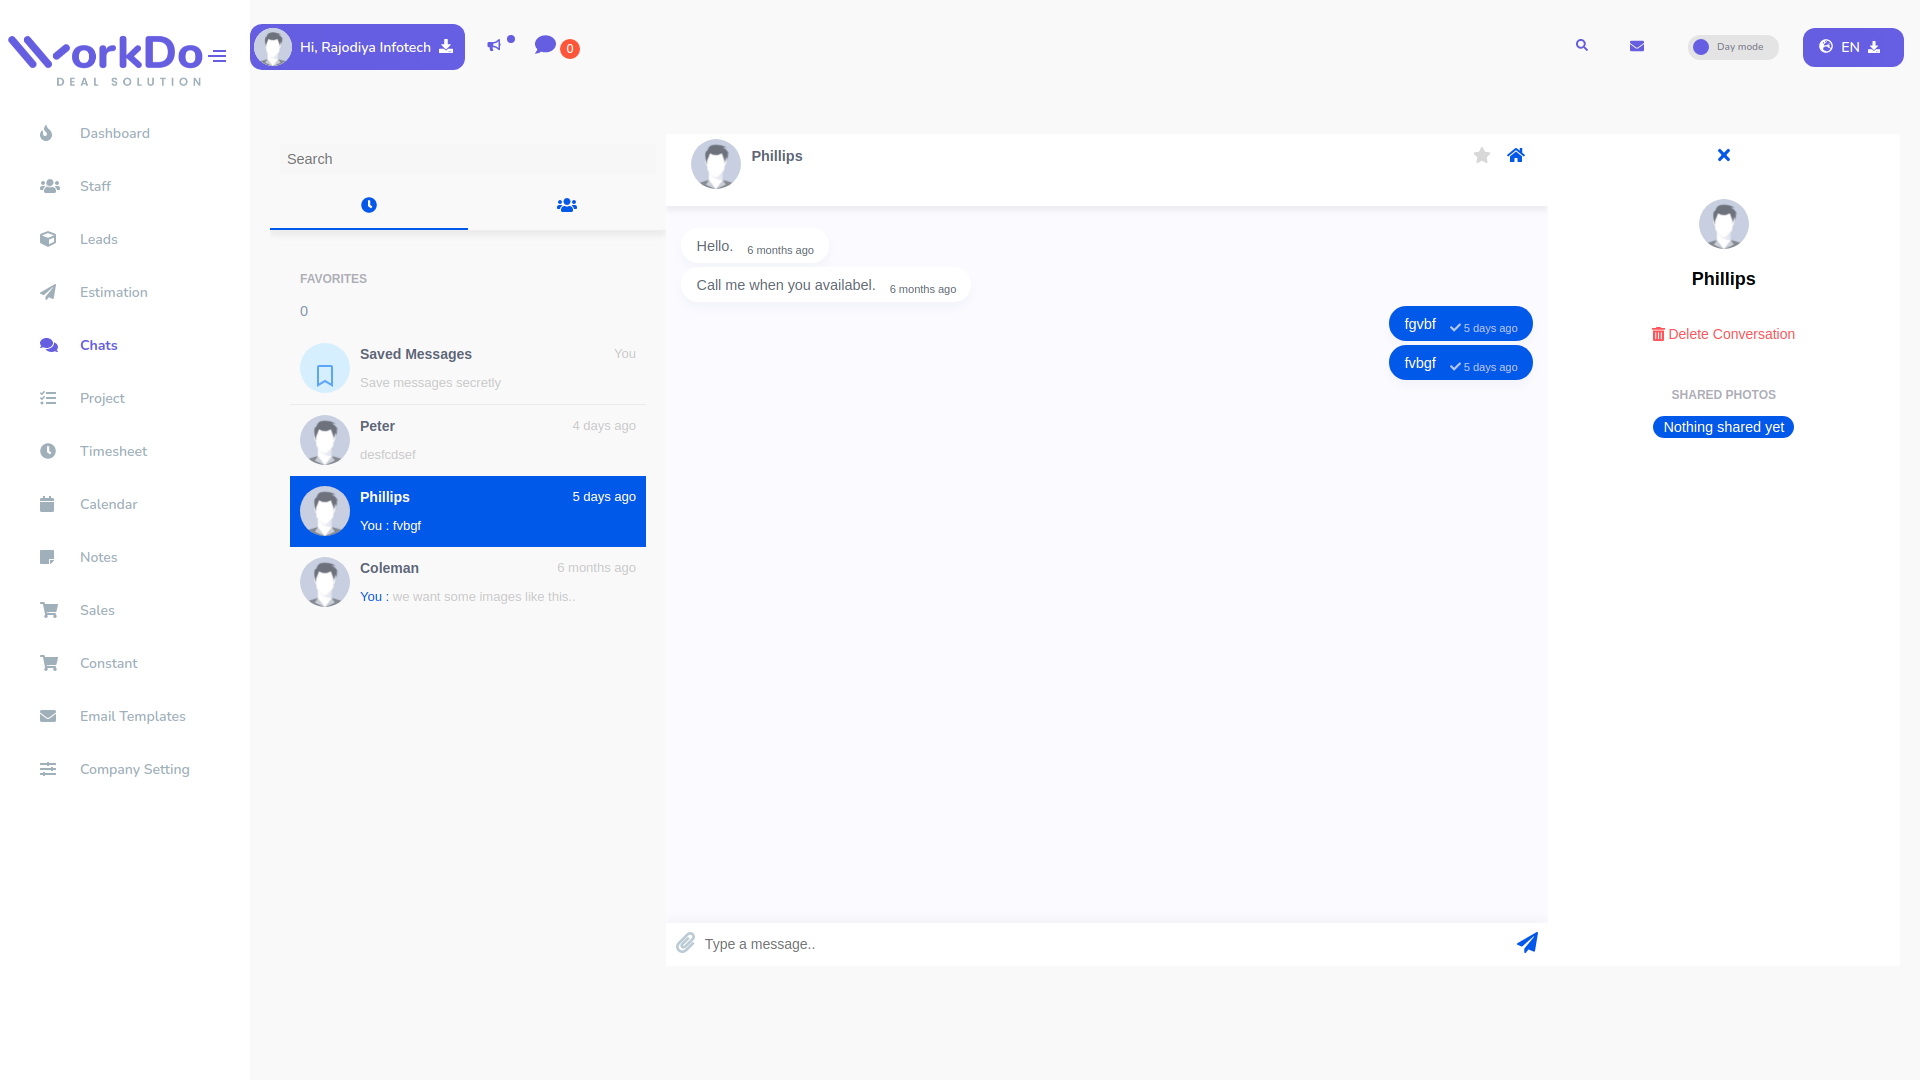 WorkDo
DEAL SOLUTION
Hi, Rajodiya Infotech
0
Day mode
EN
Dashboard
Staff
Leads
Estimation
Chats
Project
Timesheet
Calendar
Notes
Sales
Constant
Email Templates
Company Setting
Search
FAVORITES
0
Saved Messages You
Save messages secretly
Peter 4 days ago
desfcdsef
Phillips 5 days ago
You : fvbgf
Coleman 6 months ago
You : we want some images like this..
Phillips
Hello. 6 months ago
Call me when you availabel. 6 months ago
fgvbf 5 days ago
fvbgf 5 days ago
Type a message..
Phillips
Delete Conversation
SHARED PHOTOS
Nothing shared yet